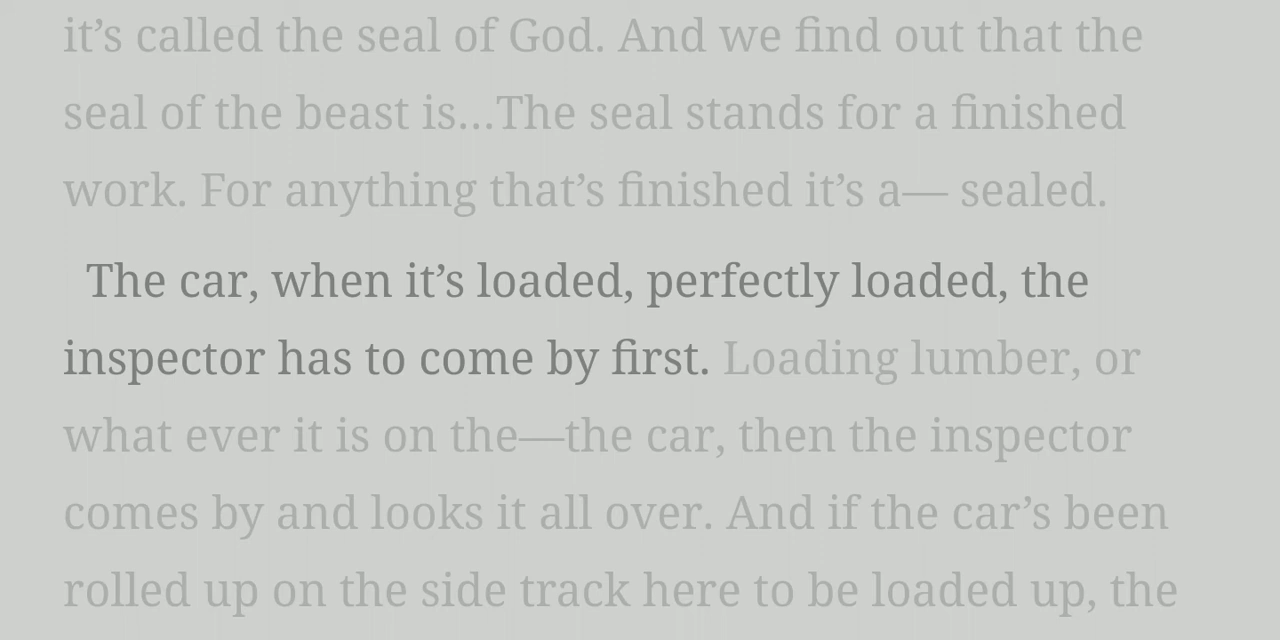 it’s called the seal of God. And we find out that the
seal of the beast is…The seal stands for a finished
work. For anything that’s finished it’s a— sealed.
The car, when it’s loaded, perfectly loaded, the
inspector has to come by first. Loading lumber, or
what ever it is on the—the car, then the inspector
comes by and looks it all over. And if the car’s been
rolled up on the side track here to be loaded up, the